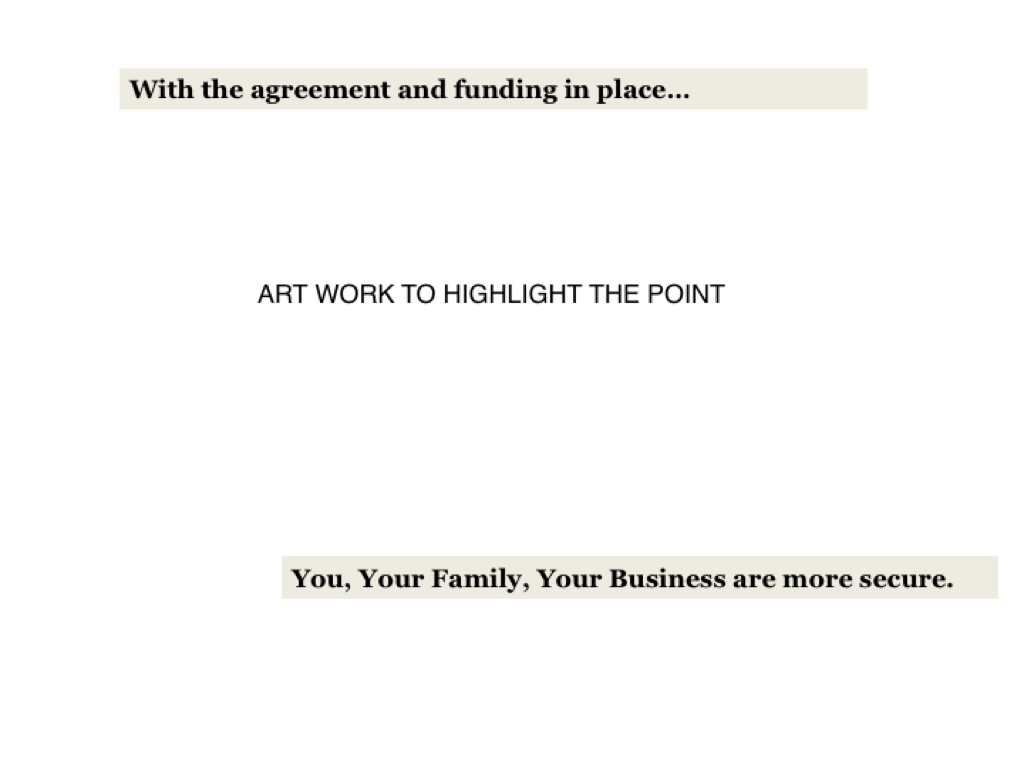 With the agreement and funding in place...
ART WORK TO HIGHLIGHT THE POINT
You, Your Family, Your Business are more secure.